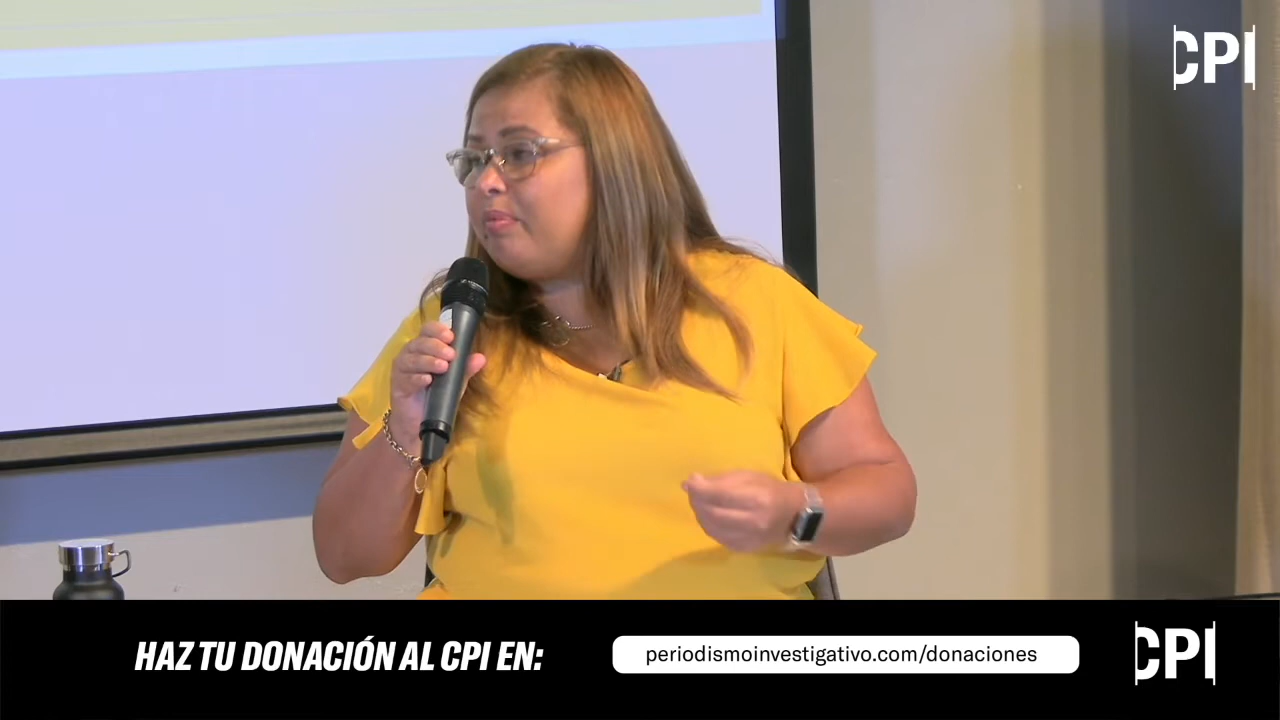 CPI
HAZ TU DONACIÓN AL CPI EN:
periodismoinvestigativo.com/donaciones
CPI